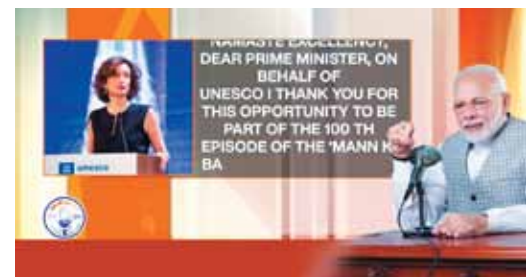 NAMASTE EXCELLENCY,
DEAR PRIME MINISTER, ON
BEHALF OF
UNESCO I THANK YOU FOR
THIS OPPORTUNITY TO BE
PART OF THE 100 TH
EPISODE OF THE 'MANN K
BA
unesco